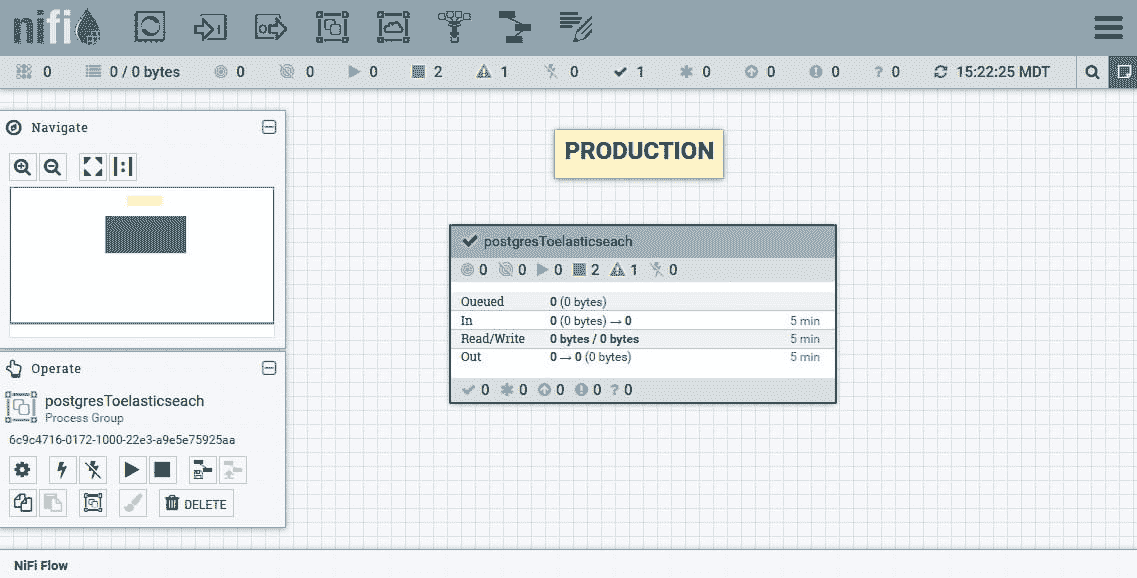 nifi
0 0 / 0 bytes 0 0 0 2 1 0 1 0 0 0 ? 0 15:22:25 MDT
Navigate
PRODUCTION
postgresToelasticseach
0 0 0 2 1 0
Queued 0 (0 bytes)
In 0 (0 bytes) → 0 5 min
Read/Write 0 bytes / 0 bytes 5 min
Out 0 → 0 (0 bytes) 5 min
0 0 0 0 ? 0
Operate
postgresToelasticseach
Process Group
6c9c4716-0172-1000-22e3-a9e5e75925aa
DELETE
NiFi Flow